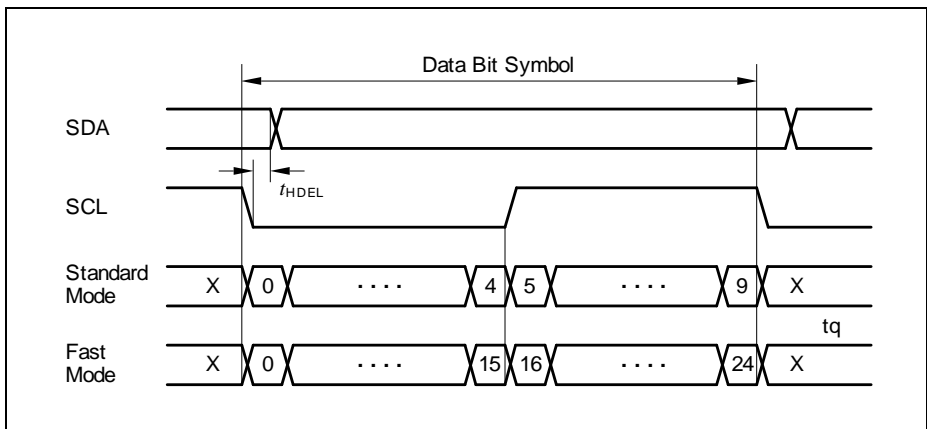 Data Bit Symbol
SDA
tHDEL
SCL
Standard
Mode
X 0 .... 4 5 .... 9 X
tq
Fast
Mode
X 0 .... 15 16 .... 24 X